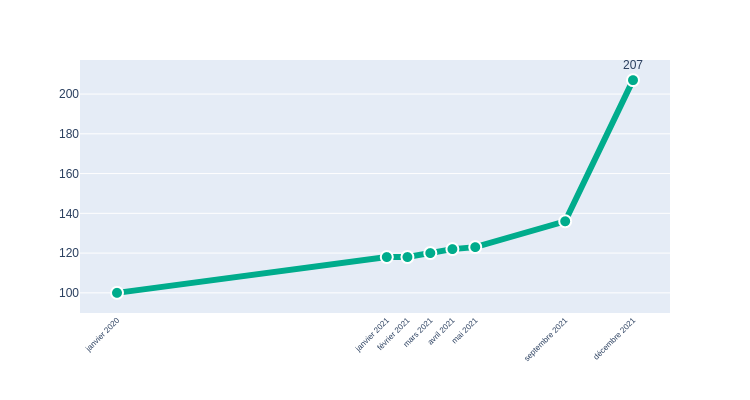 207
200
180
160
140
120
100
janvier 2020
janvier 2021
février 2021
mars 2021
avril 2021
mai 2021
septembre 2021
décembre 2021